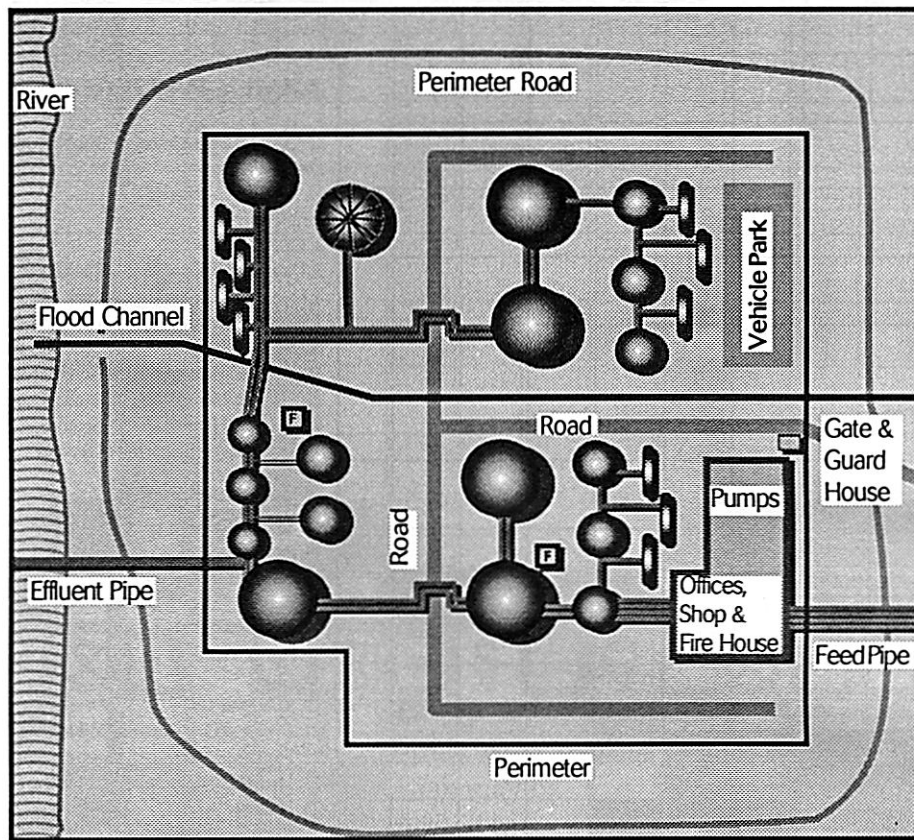 Perimeter Road
River
Vehicle Park
Flood Channel
F
Road
Gate &
Guard
House
Pumps
Road
F
Effluent Pipe
Offices,
Shop &
Fire House
Feed Pipe
Perimeter